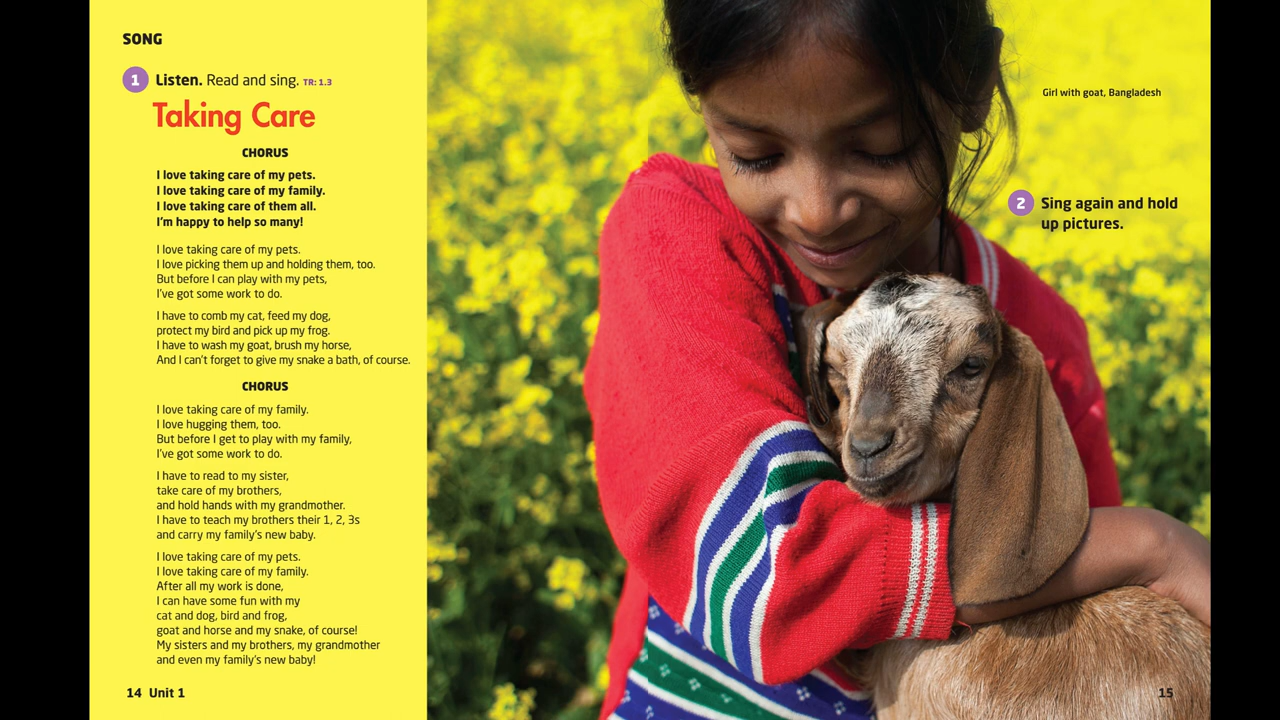 SONG
1 Listen. Read and sing. TR: 1.3
Taking Care
CHORUS
I love taking care of my pets.
I love taking care of my family.
I love taking care of them all.
I'm happy to help so many!
I love taking care of my pets.
I love picking them up and holding them, too.
But before I can play with my pets,
I've got some work to do.
I have to comb my cat, feed my dog,
protect my bird and pick up my frog.
I have to wash my goat, brush my horse,
And I can't forget to give my snake a bath, of course.
CHORUS
I love taking care of my family.
I love hugging them, too.
But before I get to play with my family,
I've got some work to do.
I have to read to my sister,
take care of my brothers,
and hold hands with my grandmother.
I have to teach my brothers their 1, 2, 3s
and carry my family's new baby.
I love taking care of my pets.
I love taking care of my family.
After all my work is done,
I can have some fun with my
cat and dog, bird and frog,
goat and horse and my snake, of course!
My sisters and my brothers, my grandmother
and even my family's new baby!
14 Unit 1
Girl with goat, Bangladesh
2 Sing again and hold
up pictures.
15